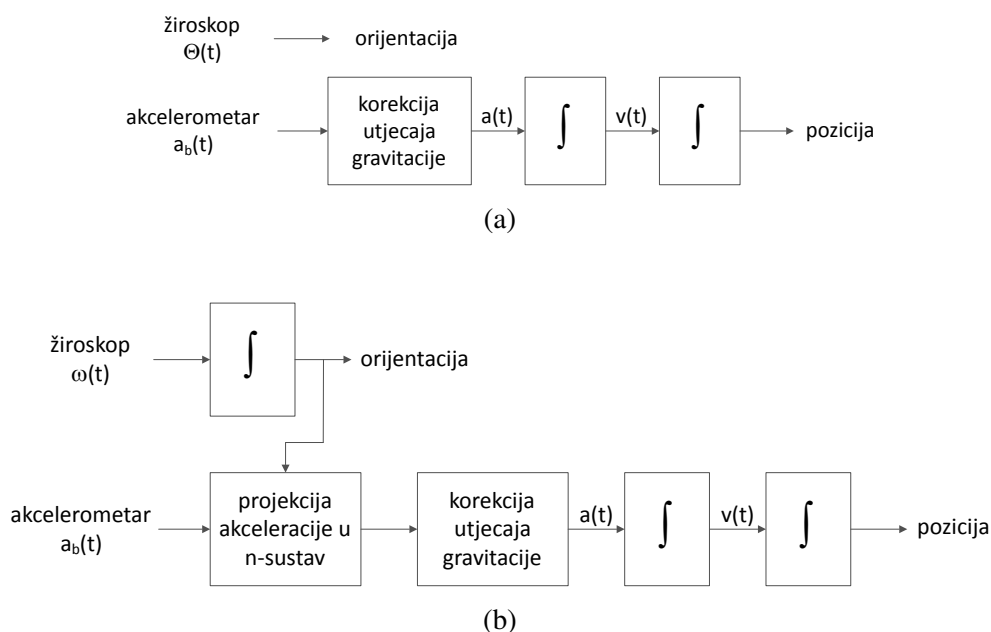 žiroskop
Θ(t)
orijentacija
akcelerometar
a_b(t)
korekcija
utjecaja
gravitacije
a(t)
∫
v(t)
∫
pozicija
(a)
žiroskop
ω(t)
∫
orijentacija
akcelerometar
a_b(t)
projekcija
akceleracije u
n-sustav
korekcija
utjecaja
gravitacije
a(t)
∫
v(t)
∫
pozicija
(b)